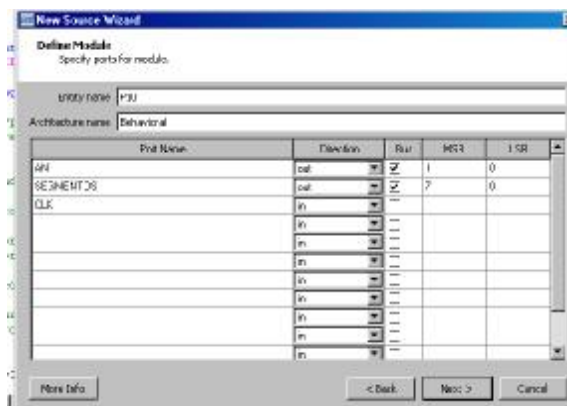 New Source Wizard
Define Module
Specify ports for module.
Entity name
Architecture name Behavioral
Port Name Direction Bus MSB LSB
AN out 1 0
SEGMENTOS out 7 0
CLK in
in
in
in
in
in
in
in
in
More Info < Back Next > Cancel